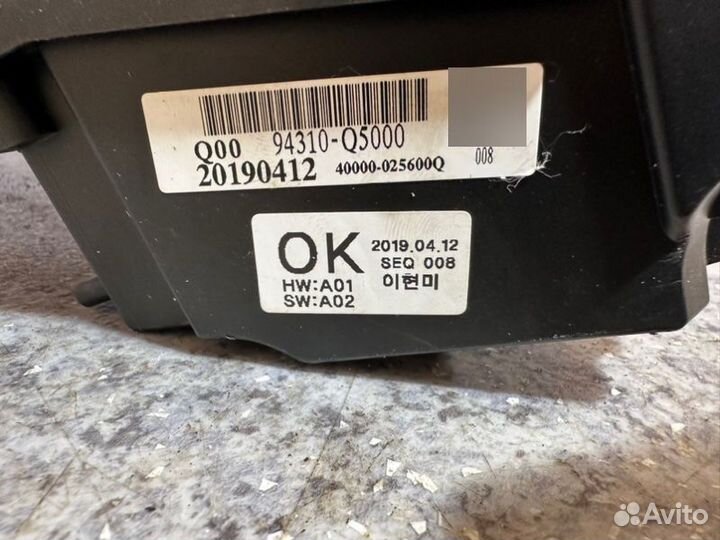 Q00 94310-Q5000
20190412 40000-025600Q 008
OK 2019.04.12
SEQ 008
HW:A01 이현미
SW:A02
Avito